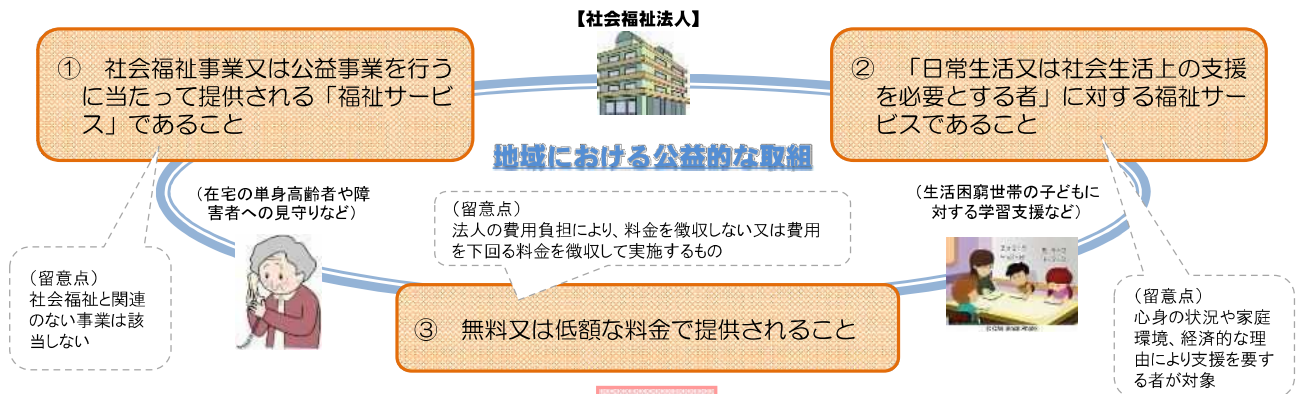 【社会福祉法人】
① 社会福祉事業又は公益事業を行う
に当たって提供される「福祉サービ
ス」であること
② 「日常生活又は社会生活上の支援
を必要とする者」に対する福祉サー
ビスであること
地域における公益的な取組
（在宅の単身高齢者や障
害者への見守りなど）
（生活困窮世帯の子どもに
対する学習支援など）
（留意点）
法人の費用負担により、料金を徴収しない又は費用
を下回る料金を徴収して実施するもの
（留意点）
社会福祉と関連
のない事業は該
当しない
③ 無料又は低額な料金で提供されること
（留意点）
心身の状況や家庭
環境、経済的な理
由により支援を要す
る者が対象